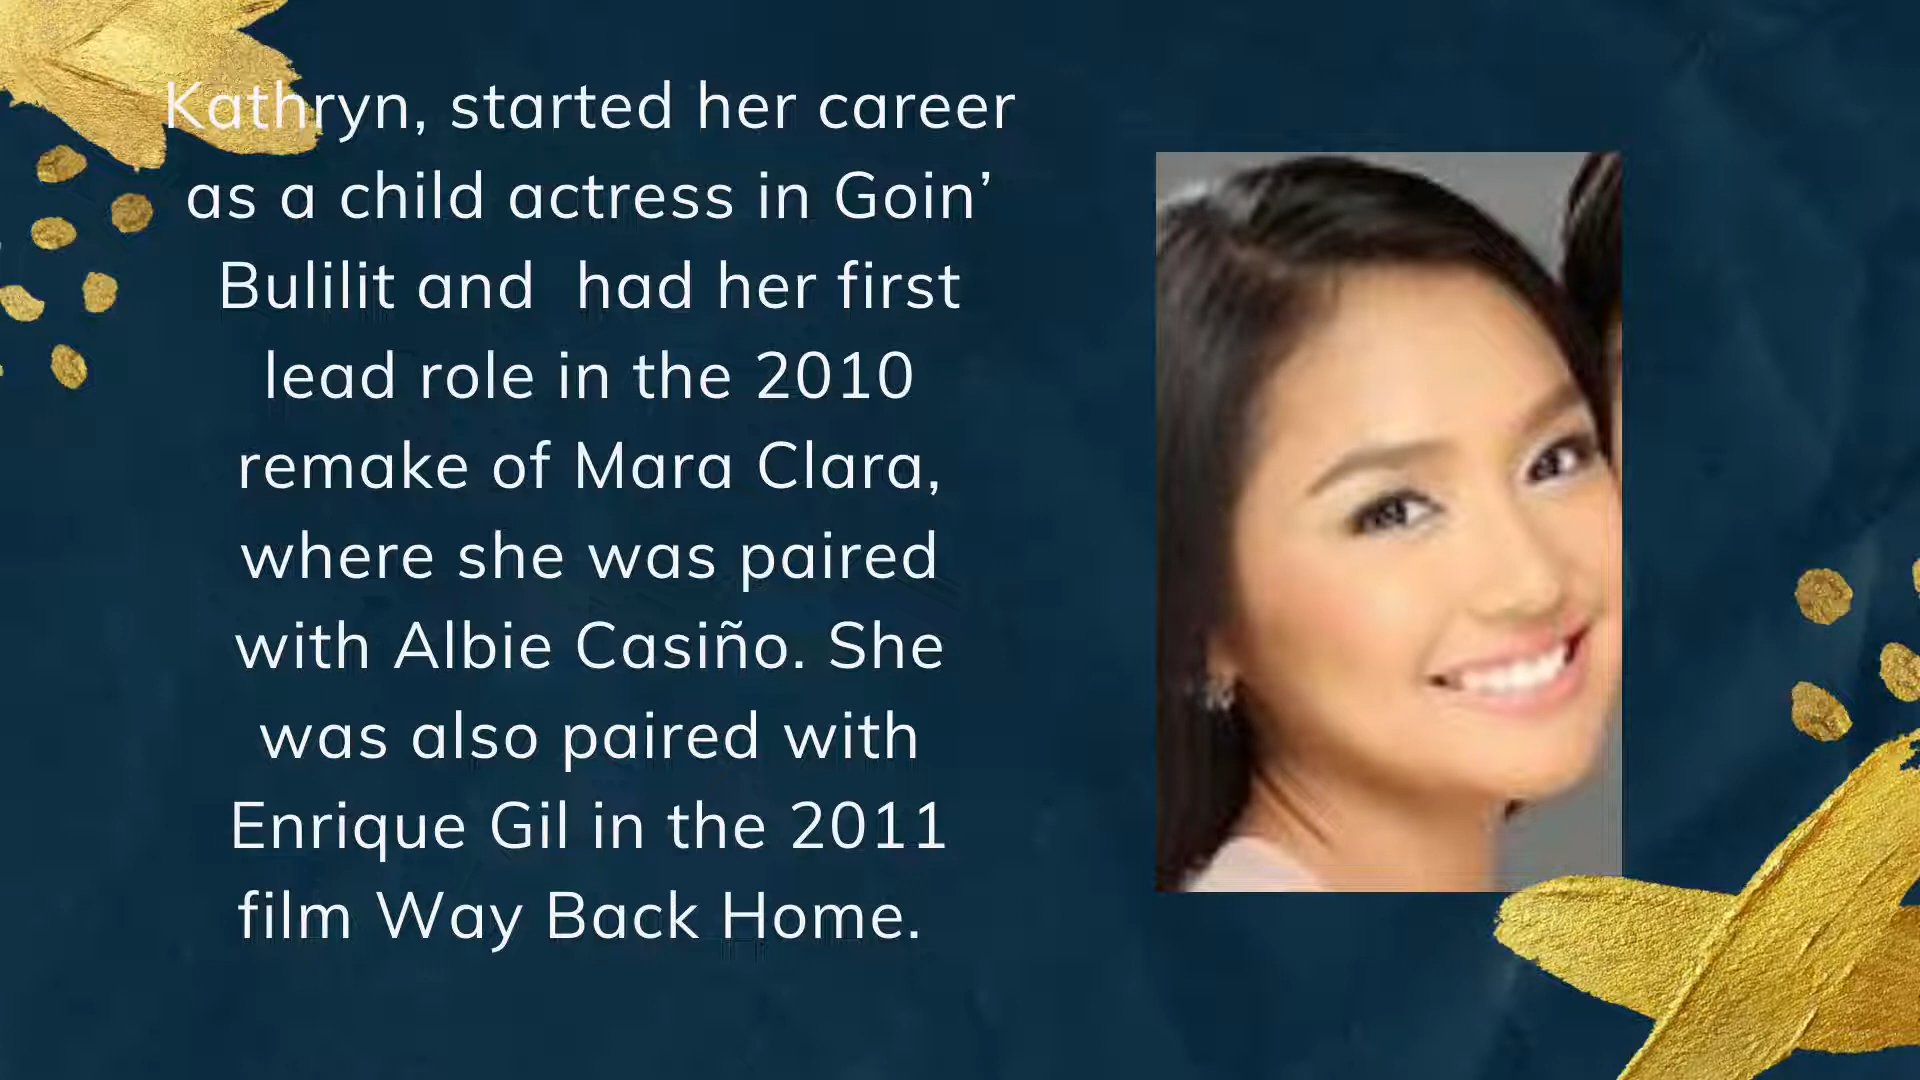 Kathryn, started her career
as a child actress in Goin’
Bulilit and  had her first
lead role in the 2010
remake of Mara Clara,
where she was paired
with Albie Casiño. She
was also paired with
Enrique Gil in the 2011
film Way Back Home.